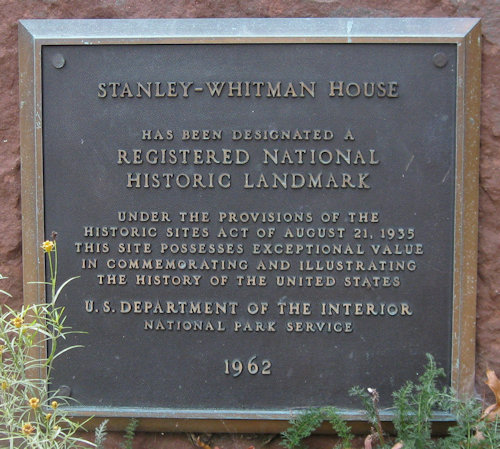 STANLEY-WHITMAN HOUSE
HAS BEEN DESIGNATED A
REGISTERED NATIONAL
HISTORIC LANDMARK
UNDER THE PROVISIONS OF THE
HISTORIC SITES ACT OF AUGUST 21, 1935
THIS SITE POSSESSES EXCEPTIONAL VALUE
IN COMMEMORATING AND ILLUSTRATING
THE HISTORY OF THE UNITED STATES
U.S. DEPARTMENT OF THE INTERIOR
NATIONAL PARK SERVICE
1962